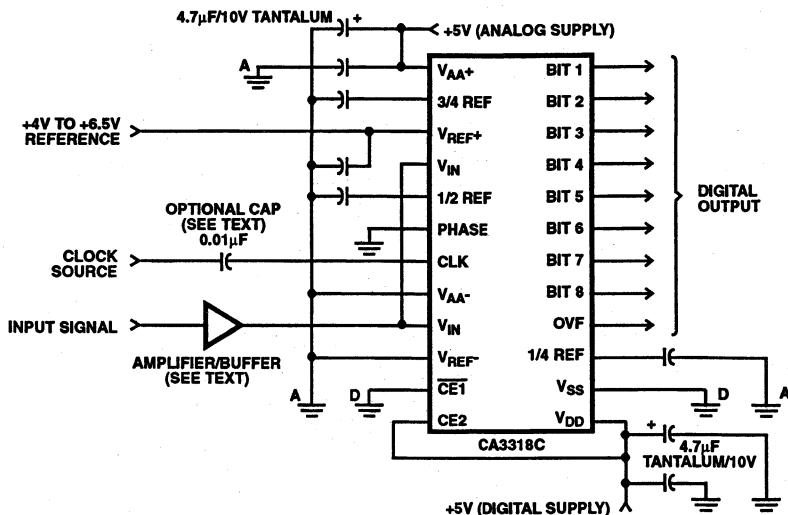 4.7µF/10V TANTALUM +
+5V (ANALOG SUPPLY)
A
VAA+
BIT 1
3/4 REF
BIT 2
+4V TO +6.5V
REFERENCE
VREF+
BIT 3
VIN
BIT 4
1/2 REF
BIT 5
DIGITAL
OUTPUT
OPTIONAL CAP
(SEE TEXT)
0.01µF
PHASE
BIT 6
CLOCK
SOURCE
CLK
BIT 7
VAA-
BIT 8
INPUT SIGNAL
VIN
OVF
AMPLIFIER/BUFFER
(SEE TEXT)
VREF-
1/4 REF
A
D
CE1
VSS
D
A
CE2
VDD
+
CA3318C
4.7µF
TANTALUM/10V
+5V (DIGITAL SUPPLY)